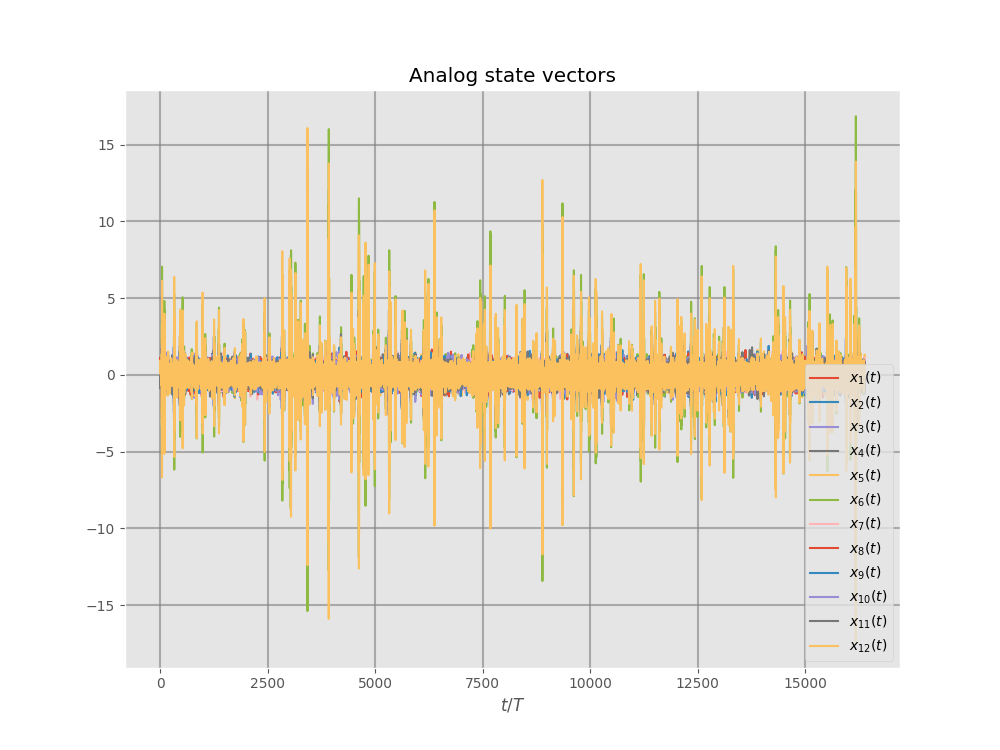 Analog state vectors
15
10
5
0
−5
−10
−15
0 2500 5000 7500 10000 12500 15000
t/T
x₁(t)
x₂(t)
x₃(t)
x₄(t)
x₅(t)
x₆(t)
x₇(t)
x₈(t)
x₉(t)
x₁₀(t)
x₁₁(t)
x₁₂(t)